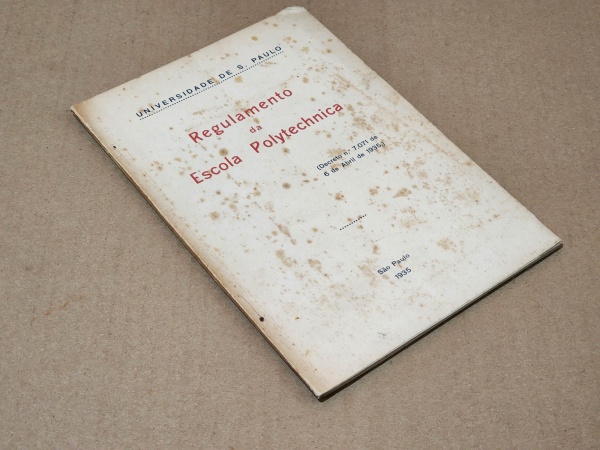 UNIVERSIDADE DE S. PAULO
Regulamento
da
Escola Polytechnica
(Decreto n.º 7.071 de
6 de Abril de 1935)
São Paulo
1935